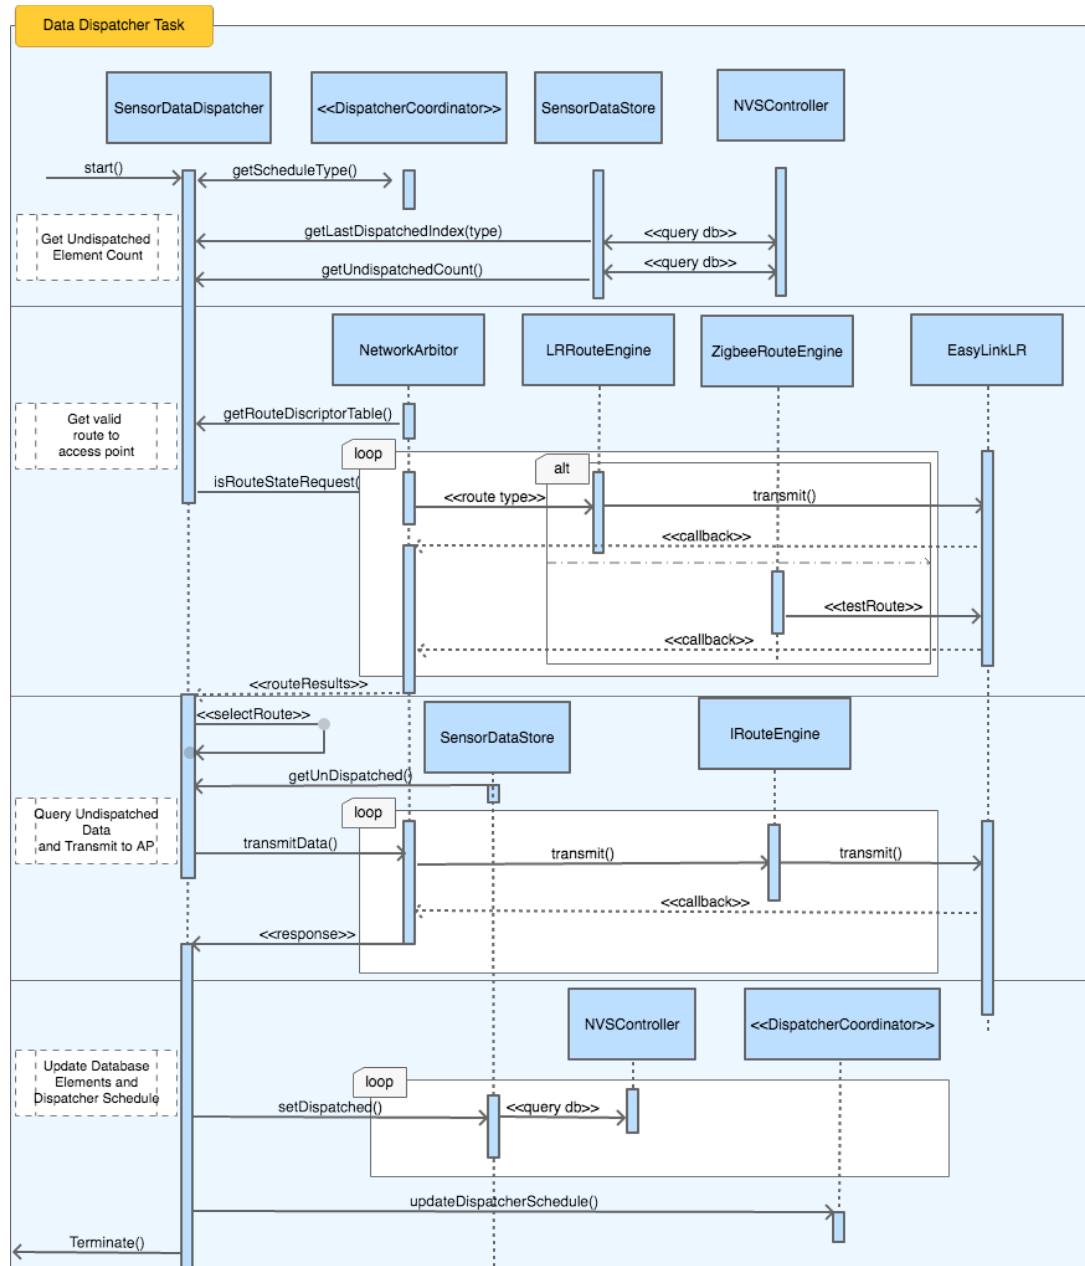 Data Dispatcher Task
SensorDataDispatcher
<<DispatcherCoordinator>>
SensorDataStore
NVSController
start()
getScheduleType()
Get Undispatched
Element Count
getLastDispatchedIndex(type)
<<query db>>
getUndispatchedCount()
<<query db>>
NetworkArbitor
LRRouteEngine
ZigbeeRouteEngine
EasyLinkLR
Get valid
route to
access point
getRouteDiscriptorTable()
loop
alt
isRouteStateRequest(
<<route type>>
transmit()
<<callback>>
<<testRoute>>
<<callback>>
<<routeResults>>
<<selectRoute>>
SensorDataStore
IRouteEngine
getUnDispatched()
Query Undispatched
Data
and Transmit to AP
loop
transmitData()
transmit()
transmit()
<<callback>>
<<response>>
NVSController
<<DispatcherCoordinator>>
Update Database
Elements and
Dispatcher Schedule
loop
setDispatched()
<<query db>>
updateDispatcherSchedule()
Terminate()